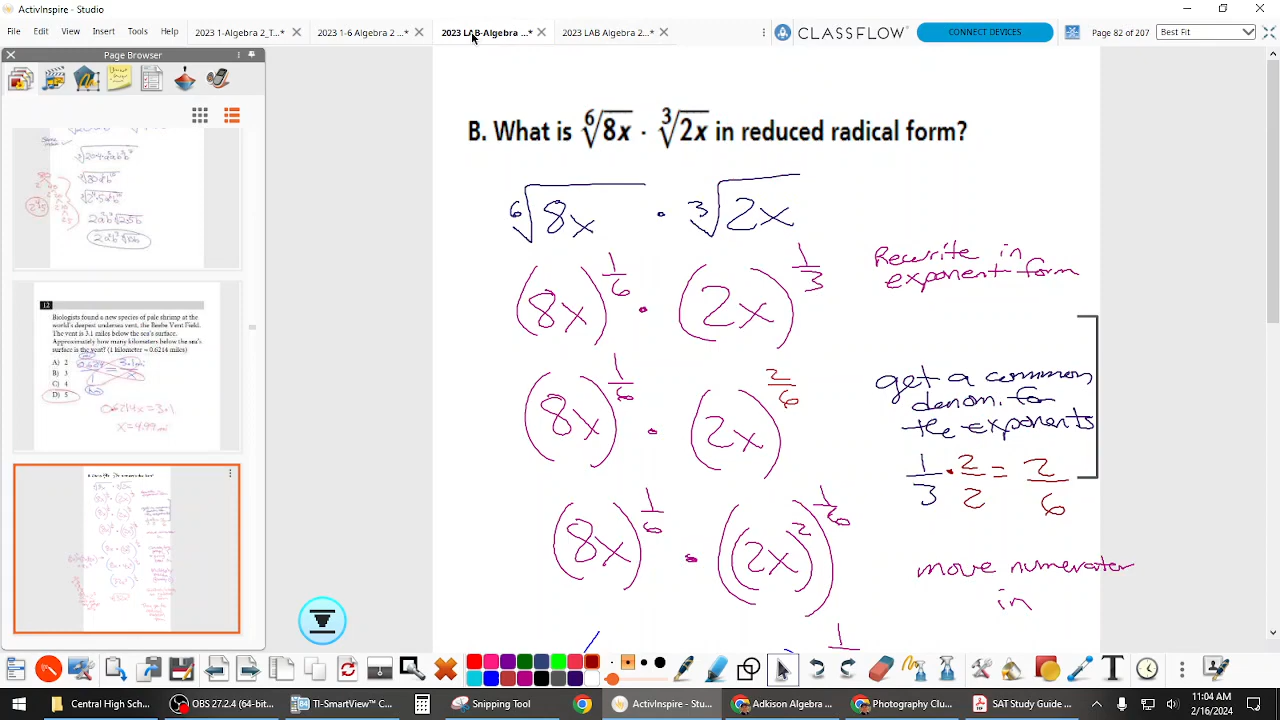 ActivInspire - Studio
File Edit View Insert Tools Help
2023 1-Algebra 2_T...*
2023 1-6 Algebra 2 ...*
2023 LAB-Algebra ...*
2023 LAB Algebra 2...*
CLASSFLOW
CONNECT DEVICES
Page 82 of 207
Best Fit
Page Browser
B. What is ⁶√8x · ³√2x in reduced radical form?
⁶√8x · ³√2x
(8x)^1/6 · (2x)^1/3
Rewrite in
exponent form
(8x)^1/6 · (2x)^2/6
get a common
denom. for
the exponents
1/3 · 2/2 = 2/6
(8x)^1/6 · ((2x)^2)^1/6
move numerator
in
1
12
Biologists found a new species of pale shrimp at the
world's deepest undersea vent, the Beebe Vent Field.
The vent is 3.1 miles below the sea's surface.
Approximately how many kilometers below the sea's
surface is the vent? (1 kilometer ≈ 0.6214 miles)
A) 2
B) 3
C) 4
D) 5
0.6214x = 3.1
Central High School...
OBS 27.2.4 (64-bit...
TI-SmartView™ C...
Snipping Tool
ActivInspire - Stud...
Adkison Algebra ...
Photography Clu...
SAT Study Guide ...
11:04 AM
2/16/2024